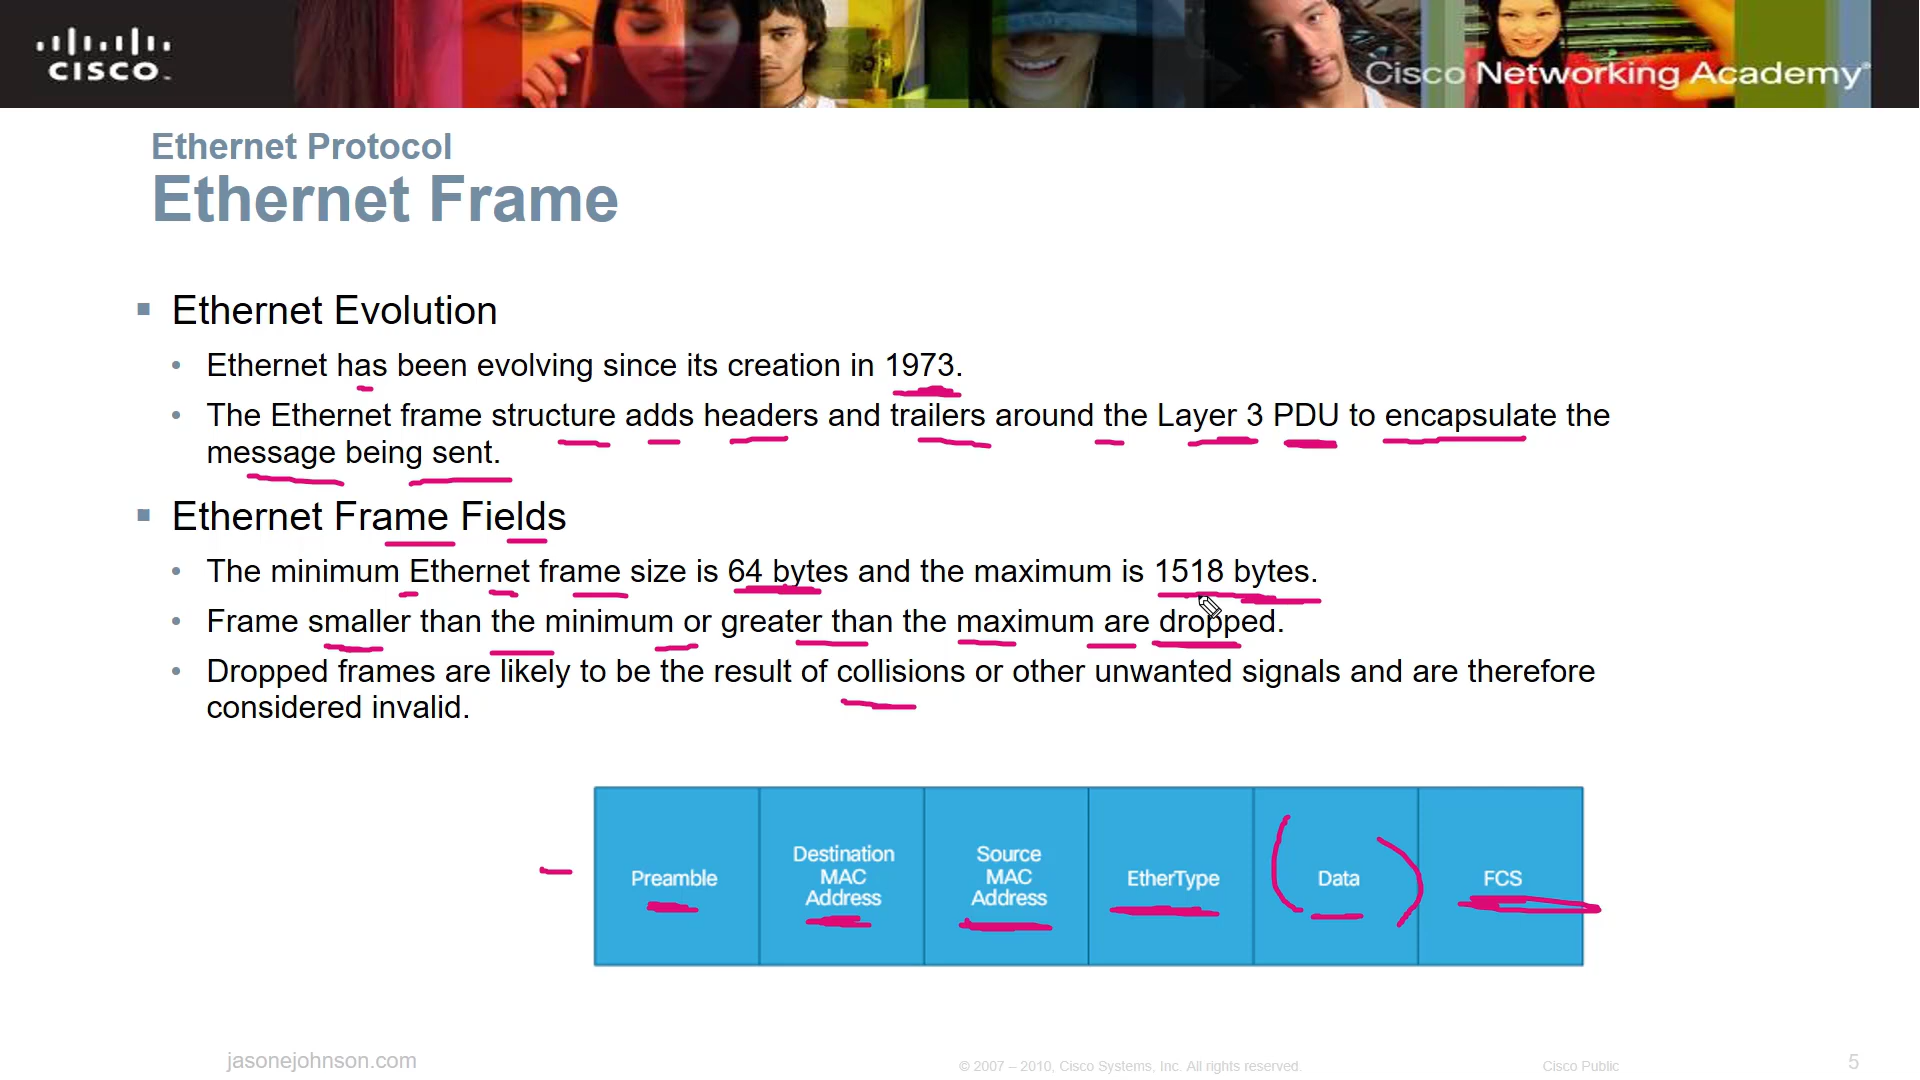 CISCO
Cisco Networking Academy®
Ethernet Protocol
Ethernet Frame
▪ Ethernet Evolution
• Ethernet has been evolving since its creation in 1973.
• The Ethernet frame structure adds headers and trailers around the Layer 3 PDU to encapsulate the
message being sent.
▪ Ethernet Frame Fields
• The minimum Ethernet frame size is 64 bytes and the maximum is 1518 bytes.
• Frame smaller than the minimum or greater than the maximum are dropped.
• Dropped frames are likely to be the result of collisions or other unwanted signals and are therefore
considered invalid.
Preamble
Destination
MAC
Address
Source
MAC
Address
EtherType
Data
FCS
jasonejohnson.com
© 2007 – 2010, Cisco Systems, Inc. All rights reserved.
Cisco Public
5